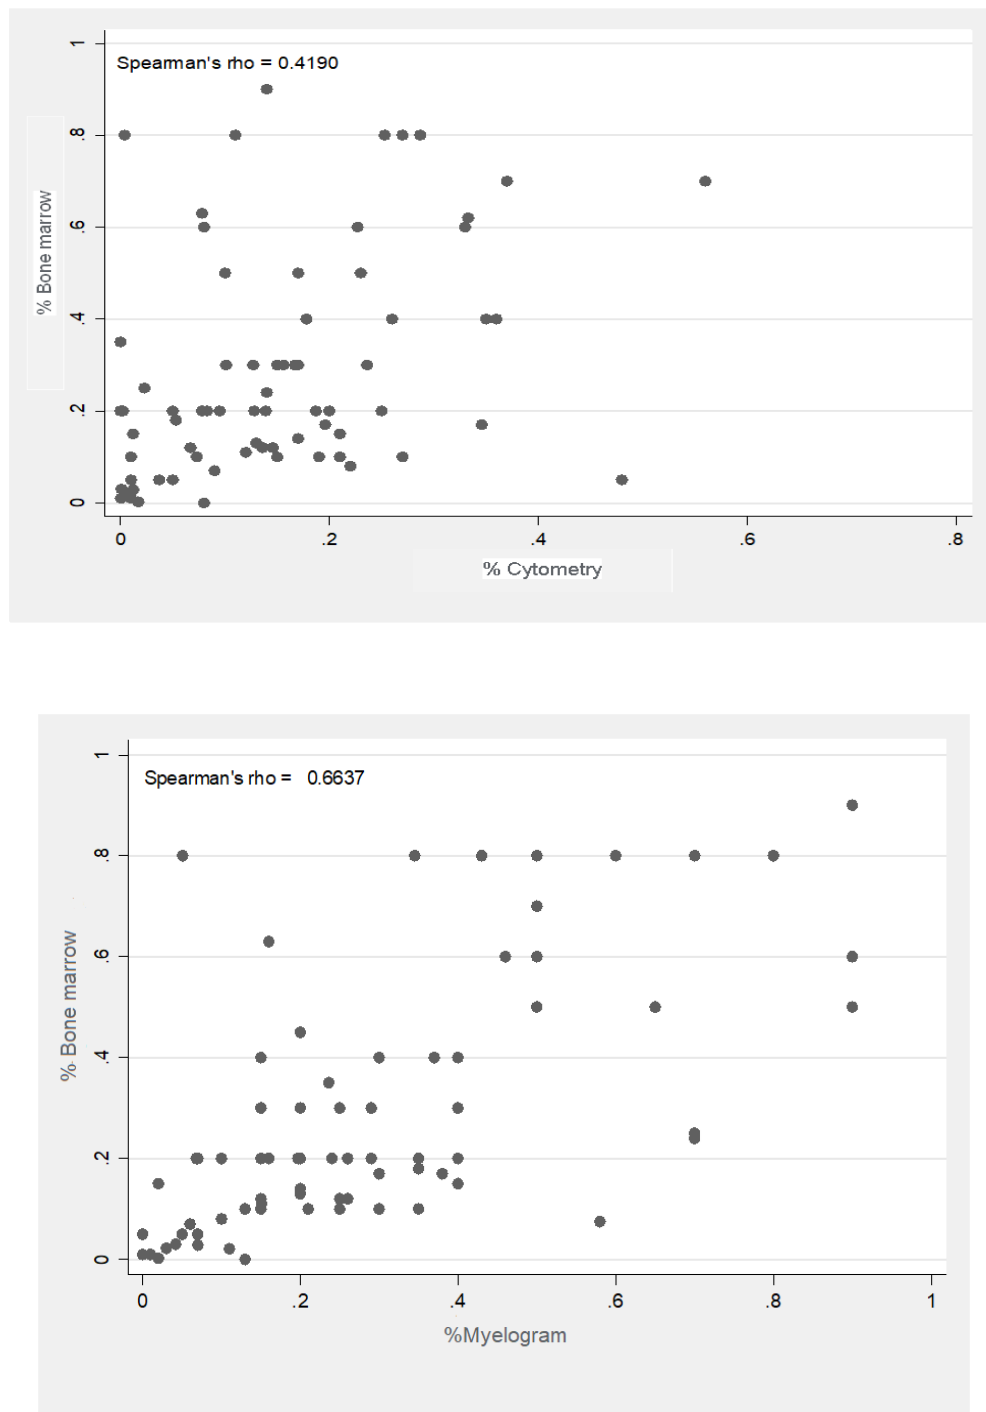 Spearman's rho = 0.4190
1
.8
.6
.4
.2
0
% Bone marrow
0 .2 .4 .6 .8
% Cytometry
Spearman's rho = 0.6637
1
.8
.6
.4
.2
0
% Bone marrow
0 .2 .4 .6 .8 1
%Myelogram